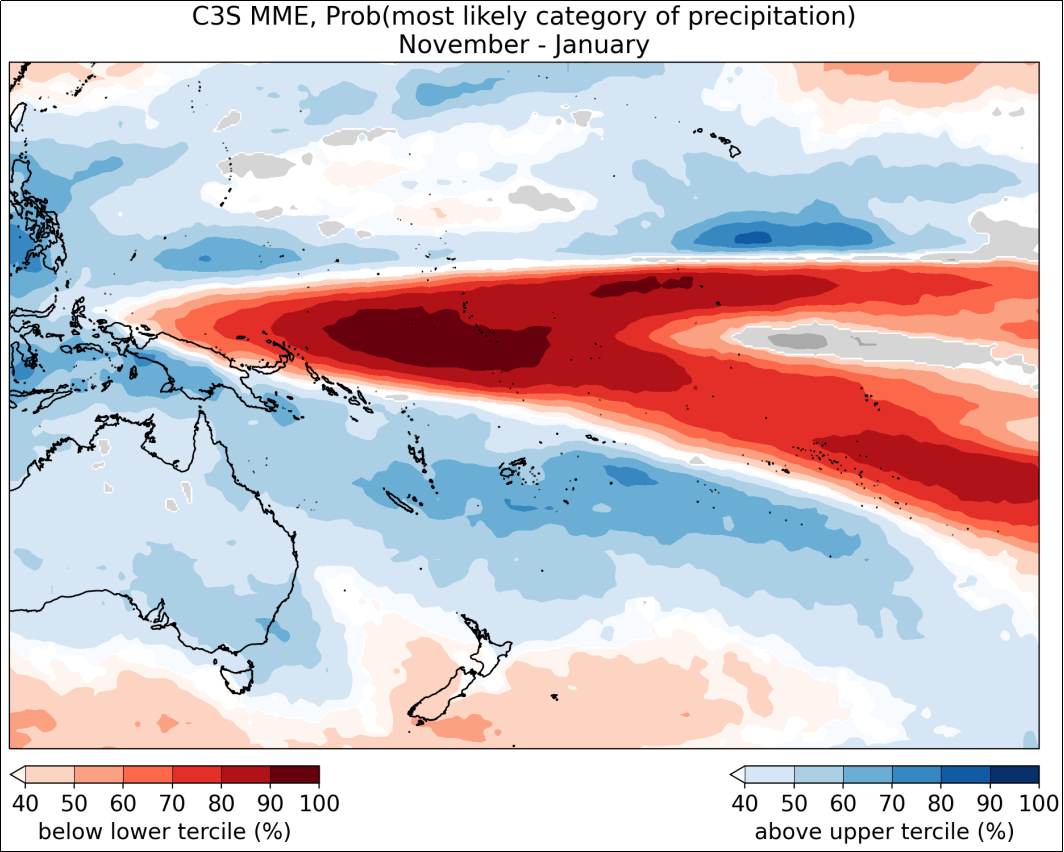 C3S MME, Prob(most likely category of precipitation)
November - January
40 50 60 70 80 90 100
below lower tercile (%)
40 50 60 70 80 90 100
above upper tercile (%)